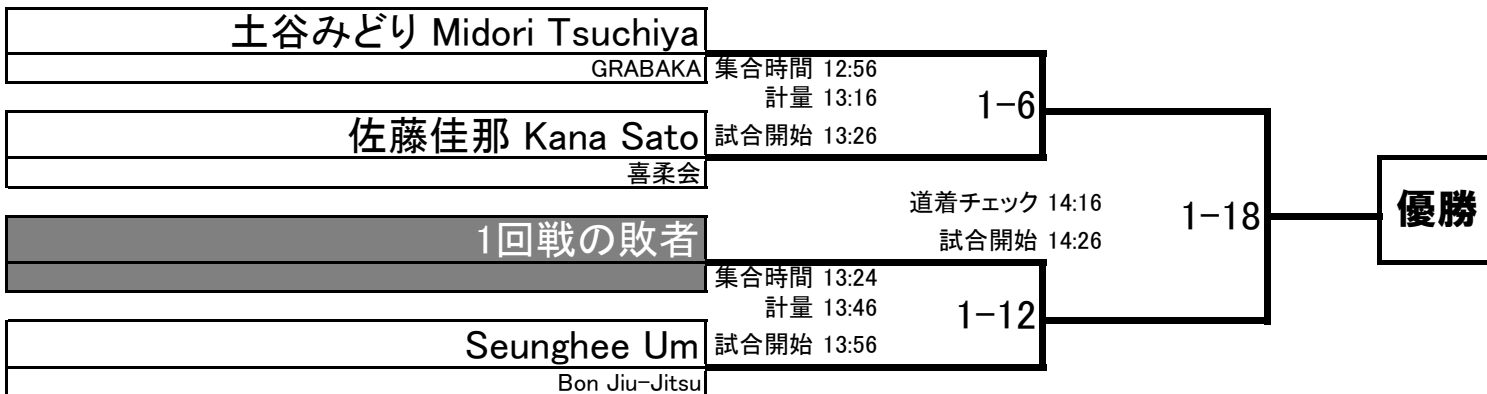 土谷みどり Midori Tsuchiya
GRABAKA
集合時間 12:56
計量 13:16
1-6
佐藤佳那 Kana Sato
試合開始 13:26
喜柔会
道着チェック 14:16
1-18
優勝
試合開始 14:26
1回戦の敗者
集合時間 13:24
計量 13:46
1-12
Seunghee Um
試合開始 13:56
Bon Jiu-Jitsu